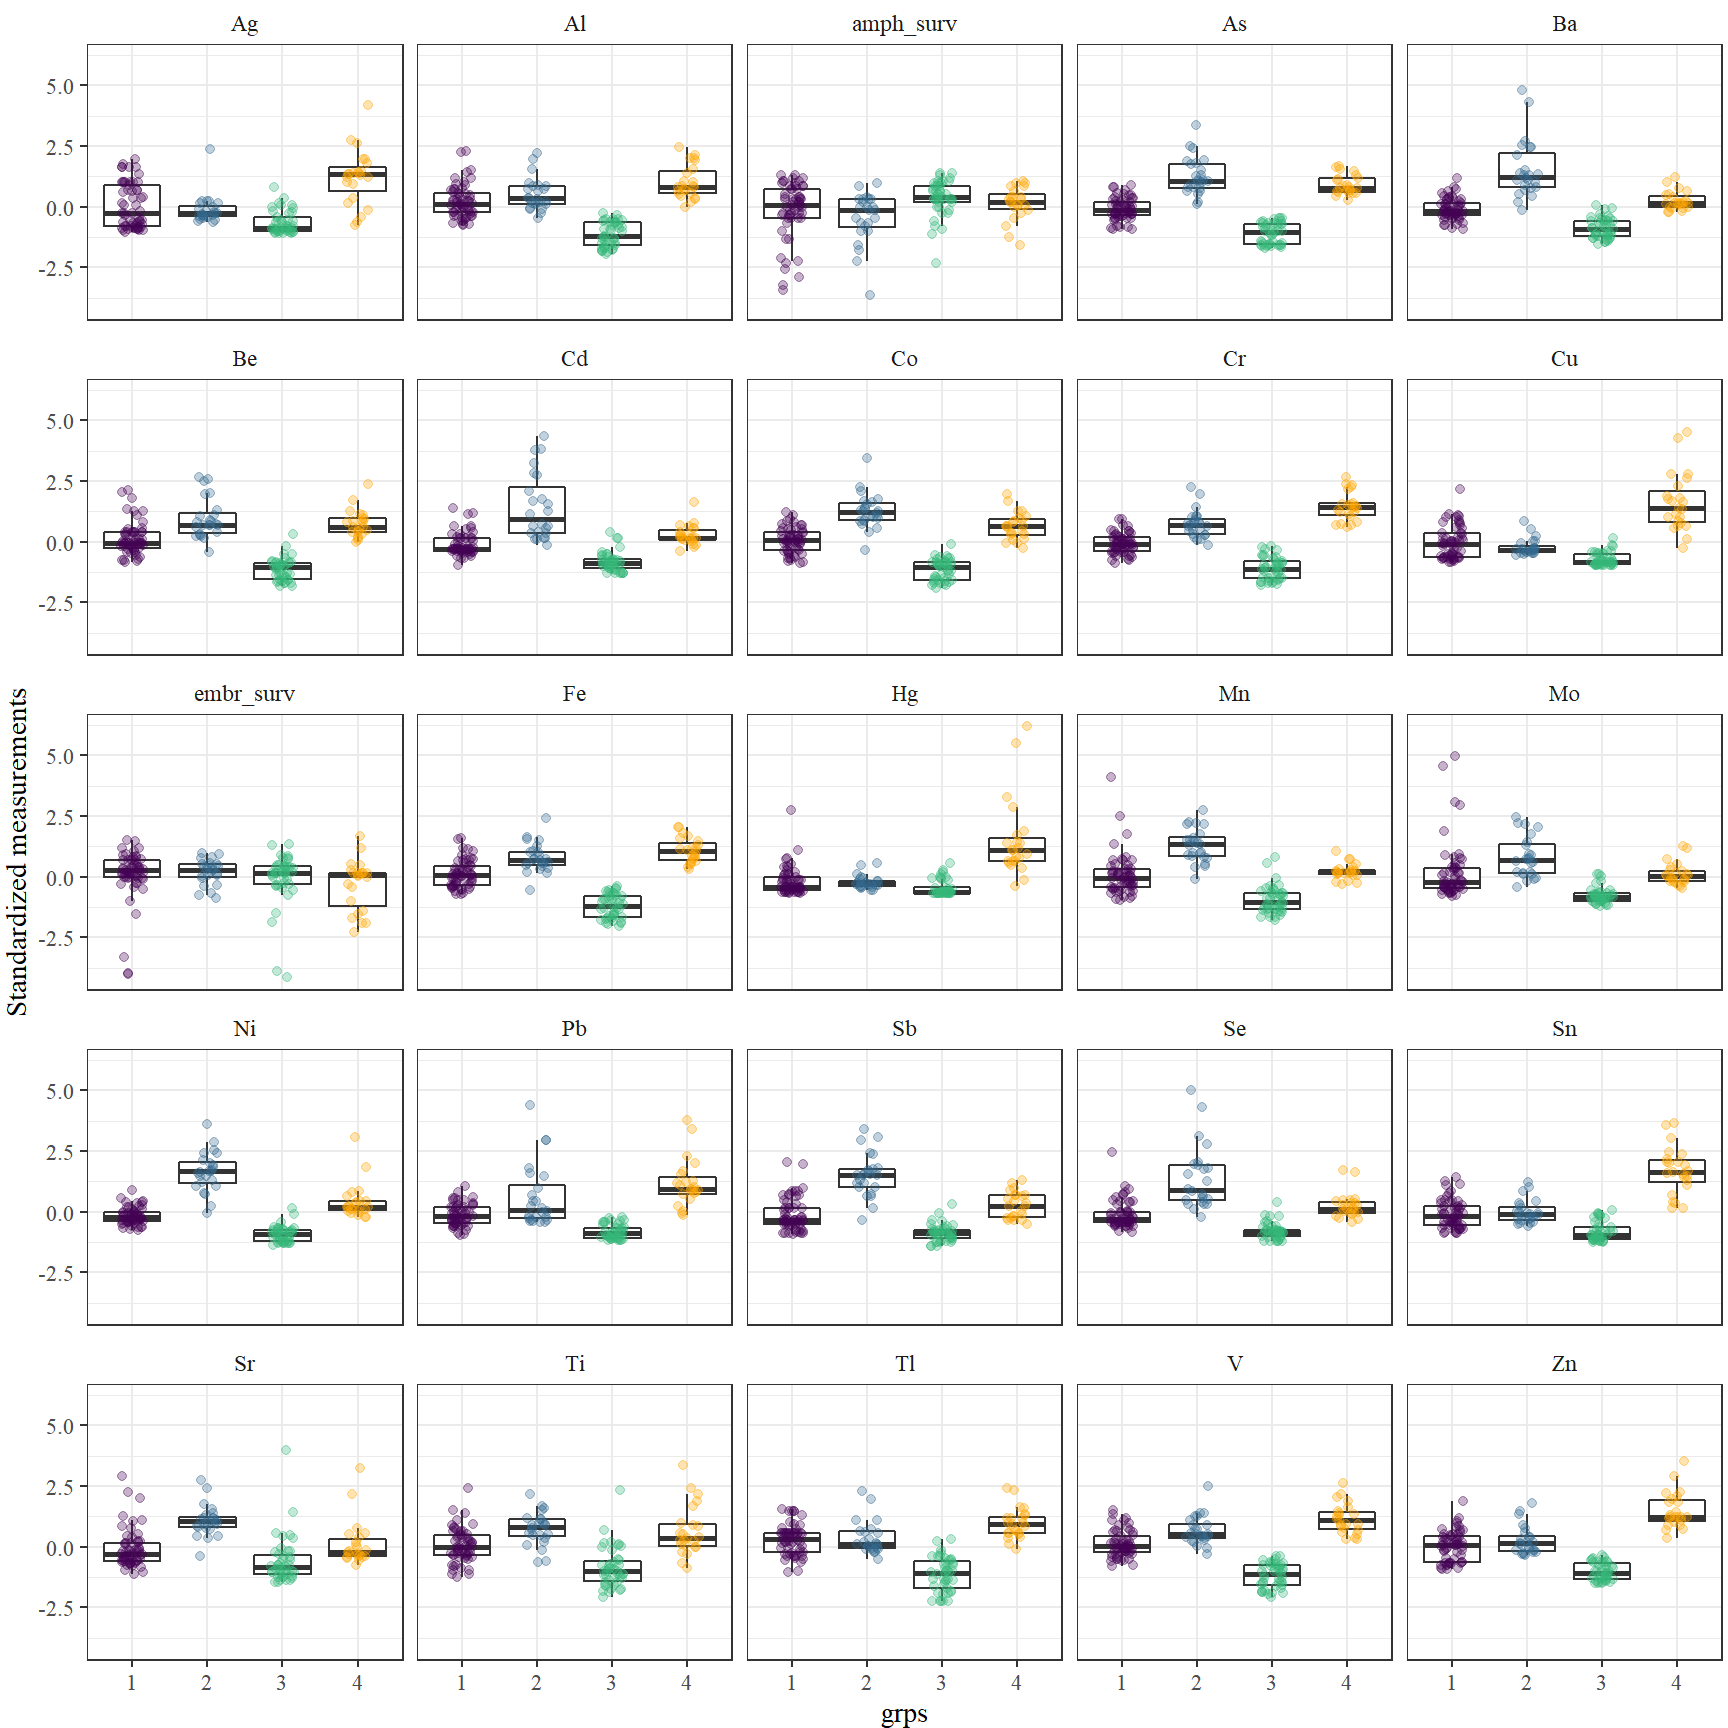 Ag Al amph_surv As Ba
5.0
2.5
0.0
-2.5
Be Cd Co Cr Cu
5.0
2.5
0.0
-2.5
embr_surv Fe Hg Mn Mo
5.0
2.5
0.0
-2.5
Standardized measurements
Ni Pb Sb Se Sn
5.0
2.5
0.0
-2.5
Sr Ti Tl V Zn
5.0
2.5
0.0
-2.5
1 2 3 4 1 2 3 4 1 2 3 4 1 2 3 4 1 2 3 4
grps